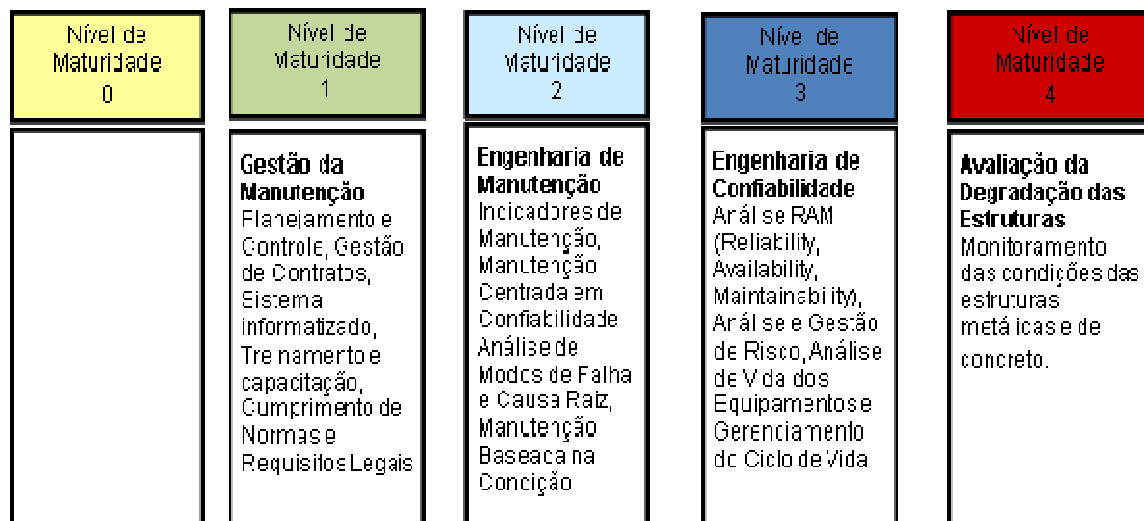 Nível de
Maturidade
0
Nível de
Maturidade
1
Nível de
Maturidade
2
Nível de
Maturidade
3
Nível de
Maturidade
4
Gestão da
Manutenção
Planejamento e
Controle, Gestão
de Contratos,
Sistema
informatizado,
Treinamento e
capacitação,
Cumprimento de
Normas e
Requisitos Legais
Engenharia de
Manutenção
Indicadores de
Manutenção,
Manutenção
Centrada em
Confiabilidade
Análise de
Modos de Falha
e Causa Raiz,
Manutenção
Baseada na
Condição
Engenharia de
Confiabilidade
Análise RAM
(Reliability,
Availability,
Maintainability),
Análise e Gestão
de Risco, Análise
de Vida dos
Equipamentos e
Gerenciamento
do Ciclo de Vida
Avaliação da
Degradação das
Estruturas
Monitoramento
das condições das
estruturas
metálicas e de
concreto.